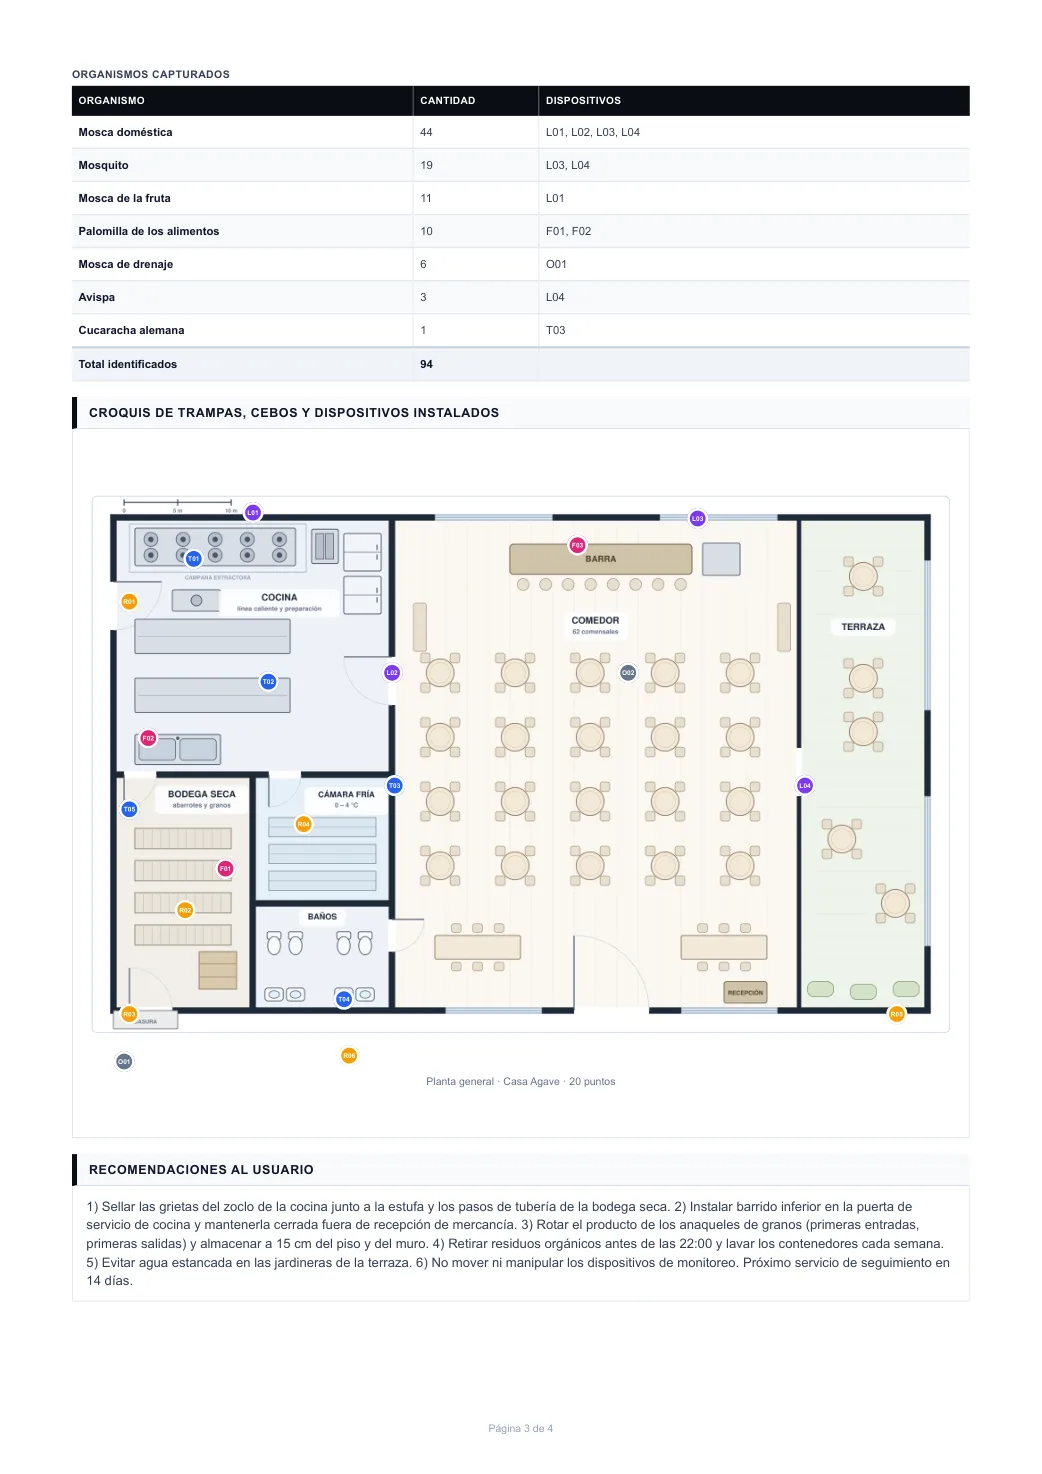 ORGANISMOS CAPTURADOS
ORGANISMO CANTIDAD DISPOSITIVOS
Mosca doméstica 44 L01, L02, L03, L04
Mosquito 19 L03, L04
Mosca de la fruta 11 L01
Palomilla de los alimentos 10 F01, F02
Mosca de drenaje 6 O01
Avispa 3 L04
Cucaracha alemana 1 T03
Total identificados 94
CROQUIS DE TRAMPAS, CEBOS Y DISPOSITIVOS INSTALADOS
0 5 m 10 m
L01
L03
F03
BARRA
T01
CAMPANA EXTRACTORA
R01
COCINA
línea caliente y preparación
COMEDOR
62 comensales
TERRAZA
L02
O02
T02
F02
T03
L04
BODEGA SECA
abarrotes y granos
CÁMARA FRÍA
0 – 4 °C
T05
R04
F01
R02
BAÑOS
T04
RECEPCIÓN
R03
ASURA
R05
O01
R06
Planta general · Casa Agave · 20 puntos
RECOMENDACIONES AL USUARIO
1) Sellar las grietas del zoclo de la cocina junto a la estufa y los pasos de tubería de la bodega seca. 2) Instalar barrido inferior en la puerta de
servicio de cocina y mantenerla cerrada fuera de recepción de mercancía. 3) Rotar el producto de los anaqueles de granos (primeras entradas,
primeras salidas) y almacenar a 15 cm del piso y del muro. 4) Retirar residuos orgánicos antes de las 22:00 y lavar los contenedores cada semana.
5) Evitar agua estancada en las jardineras de la terraza. 6) No mover ni manipular los dispositivos de monitoreo. Próximo servicio de seguimiento en
14 días.
Página 3 de 4